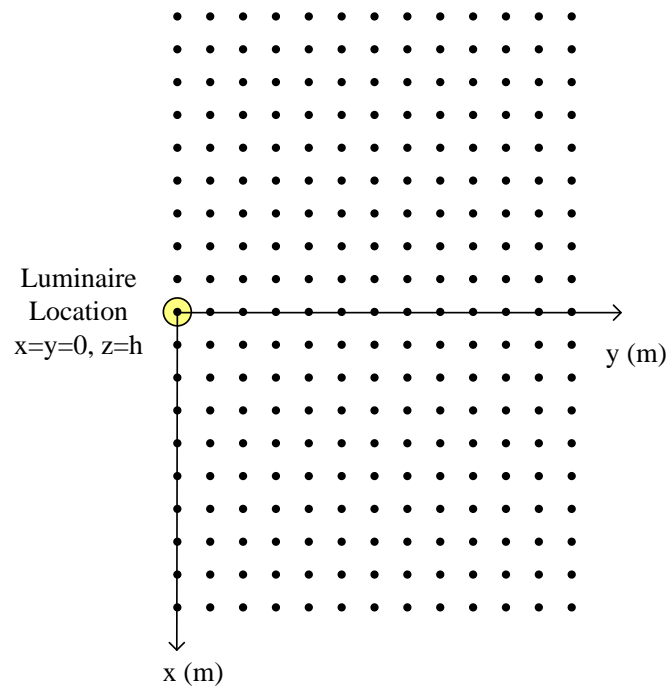 Luminaire
Location
x=y=0, z=h
y (m)
x (m)